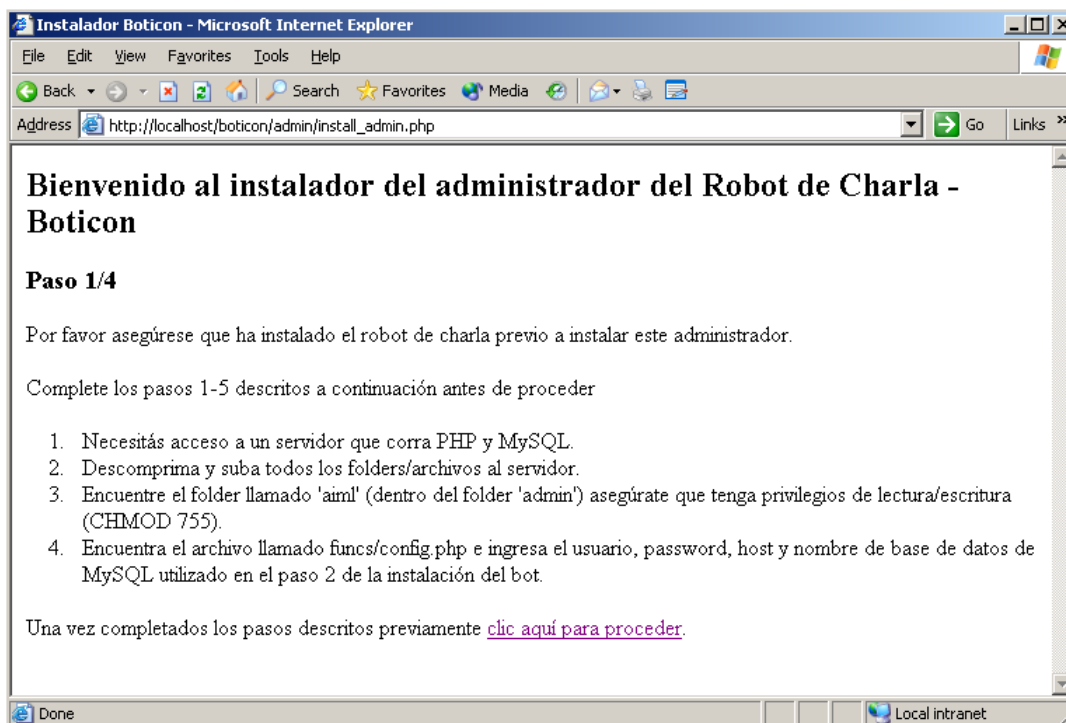 Instalador Boticon - Microsoft Internet Explorer
File Edit View Favorites Tools Help
Back Search Favorites Media
Address http://localhost/boticon/admin/install_admin.php Go Links »
Bienvenido al instalador del administrador del Robot de Charla -
Boticon
Paso 1/4
Por favor asegúrese que ha instalado el robot de charla previo a instalar este administrador.
Complete los pasos 1-5 descritos a continuación antes de proceder
1. Necesitás acceso a un servidor que corra PHP y MySQL.
2. Descomprima y suba todos los folders/archivos al servidor.
3. Encuentre el folder llamado 'aiml' (dentro del folder 'admin') asegúrate que tenga privilegios de lectura/escritura
(CHMOD 755).
4. Encuentra el archivo llamado funcs/config.php e ingresa el usuario, password, host y nombre de base de datos de
MySQL utilizado en el paso 2 de la instalación del bot.
Una vez completados los pasos descritos previamente clic aquí para proceder.
Done Local intranet